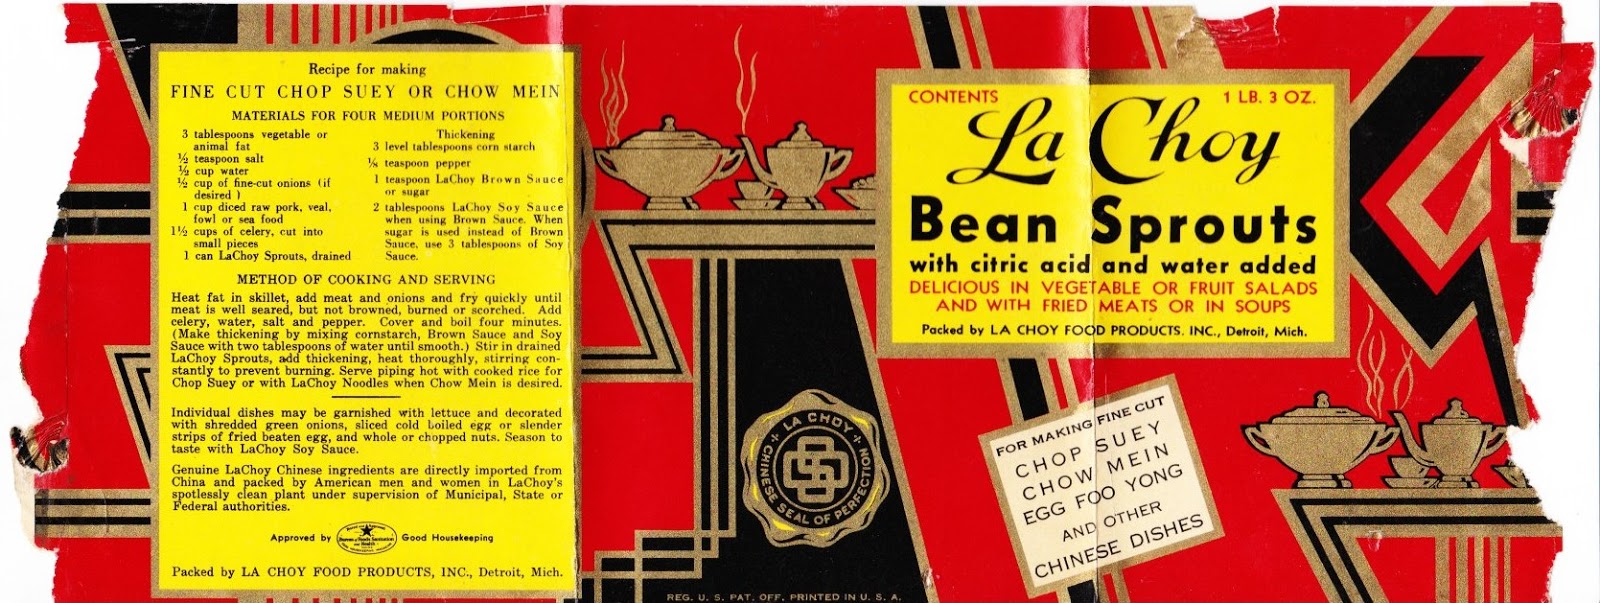 Recipe for making
FINE CUT CHOP SUEY OR CHOW MEIN
MATERIALS FOR FOUR MEDIUM PORTIONS
3 tablespoons vegetable or
animal fat
½ teaspoon salt
½ cup water
½ cup of fine-cut onions (if
desired)
1 cup diced raw pork, veal,
fowl or sea food
1½ cups of celery, cut into
small pieces
1 can LaChoy Sprouts, drained
Thickening
3 level tablespoons corn starch
⅛ teaspoon pepper
1 teaspoon LaChoy Brown Sauce
or sugar
2 tablespoons LaChoy Soy Sauce
when using Brown Sauce. When
sugar is used instead of Brown
Sauce, use 3 tablespoons of Soy
Sauce.
METHOD OF COOKING AND SERVING
Heat fat in skillet, add meat and onions and fry quickly until
meat is well seared, but not browned, burned or scorched. Add
celery, water, salt and pepper. Cover and boil four minutes.
(Make thickening by mixing cornstarch, Brown Sauce and Soy
Sauce with two tablespoons of water until smooth.) Stir in drained
LaChoy Sprouts, add thickening, heat thoroughly, stirring con-
stantly to prevent burning. Serve piping hot with cooked rice for
Chop Suey or with LaChoy Noodles when Chow Mein is desired.
Individual dishes may be garnished with lettuce and decorated
with shredded green onions, sliced cold boiled egg or slender
strips of fried beaten egg, and whole or chopped nuts. Season to
taste with LaChoy Soy Sauce.
Genuine LaChoy Chinese ingredients are directly imported from
China and packed by American men and women in LaChoy's
spotlessly clean plant under supervision of Municipal, State or
Federal authorities.
Approved by Good Housekeeping
Bureau of Foods Sanitation
and Health
Packed by LA CHOY FOOD PRODUCTS, INC., Detroit, Mich.
LA CHOY
CHINESE SEAL OF PERFECTION
REG. U. S. PAT. OFF. PRINTED IN U. S. A.
CONTENTS 1 LB. 3 OZ.
La Choy
Bean Sprouts
with citric acid and water added
DELICIOUS IN VEGETABLE OR FRUIT SALADS
AND WITH FRIED MEATS OR IN SOUPS
Packed by LA CHOY FOOD PRODUCTS. INC., Detroit, Mich.
FOR MAKING FINE CUT
CHOP SUEY
CHOW MEIN
EGG FOO YONG
AND OTHER
CHINESE DISHES